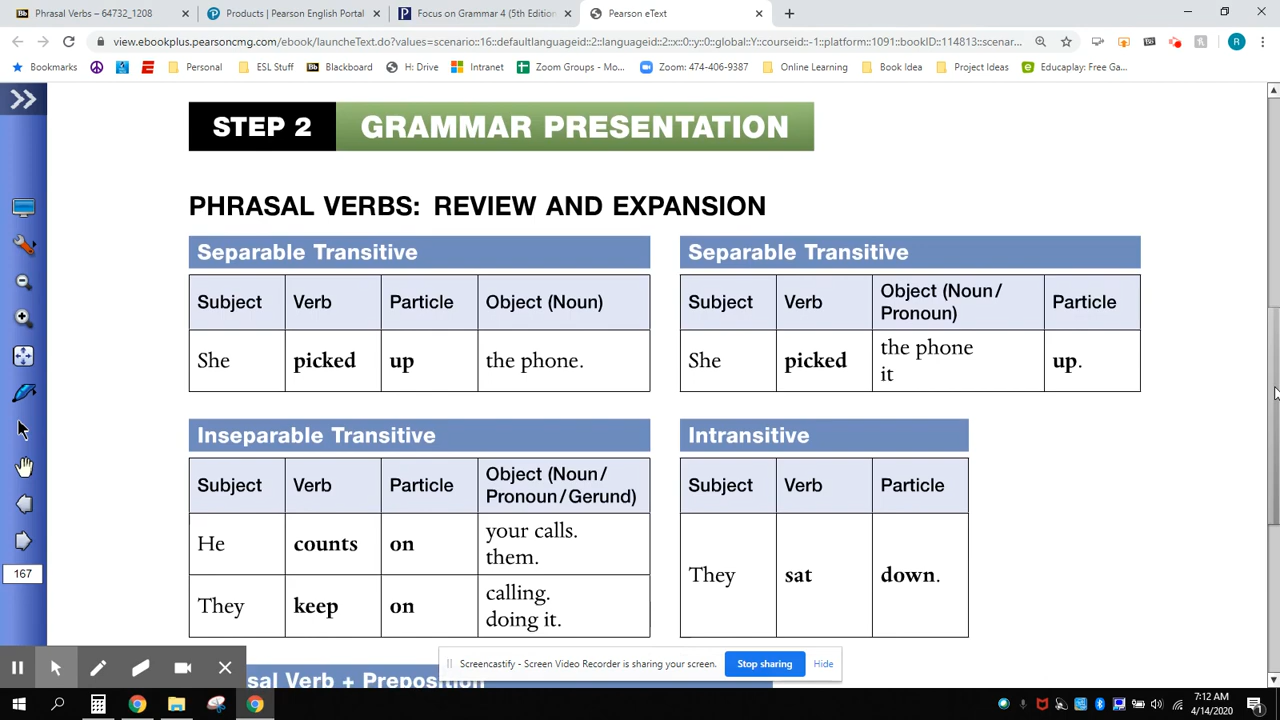 Phrasal Verbs – 64732_1208
Products | Pearson English Portal
Focus on Grammar 4 (5th Edition
Pearson eText
view.ebookplus.pearsoncmg.com/ebook/launcheText.do?values=scenario::16::defaultlanguageid::2::languageid::2::x::0::y::0::global::Y::courseid::-1::platform::1091::bookID::114813::scenar...
R
Bookmarks
Personal
ESL Stuff
Blackboard
H: Drive
Intranet
Zoom Groups - Mo...
Zoom: 474-406-9387
Online Learning
Book Idea
Project Ideas
Educaplay: Free Ga...
STEP 2 GRAMMAR PRESENTATION
PHRASAL VERBS: REVIEW AND EXPANSION
Separable Transitive
Subject Verb Particle Object (Noun)
She picked up the phone.
Separable Transitive
Subject Verb Object (Noun/ Pronoun) Particle
She picked the phone up.
it
Inseparable Transitive
Subject Verb Particle Object (Noun/ Pronoun/Gerund)
He counts on your calls.
them.
They keep on calling.
doing it.
Intransitive
Subject Verb Particle
They sat down.
167
sal Verb + Preposition
Screencastify - Screen Video Recorder is sharing your screen.
Stop sharing
Hide
7:12 AM
4/14/2020